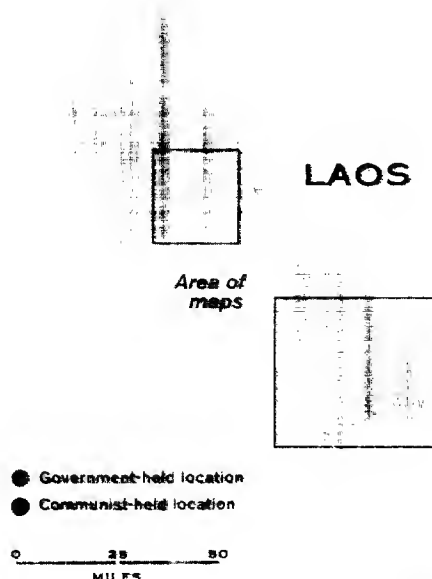 LAOS
Area of
maps
Government-held location
Communist-held location
0 25 50
MILES